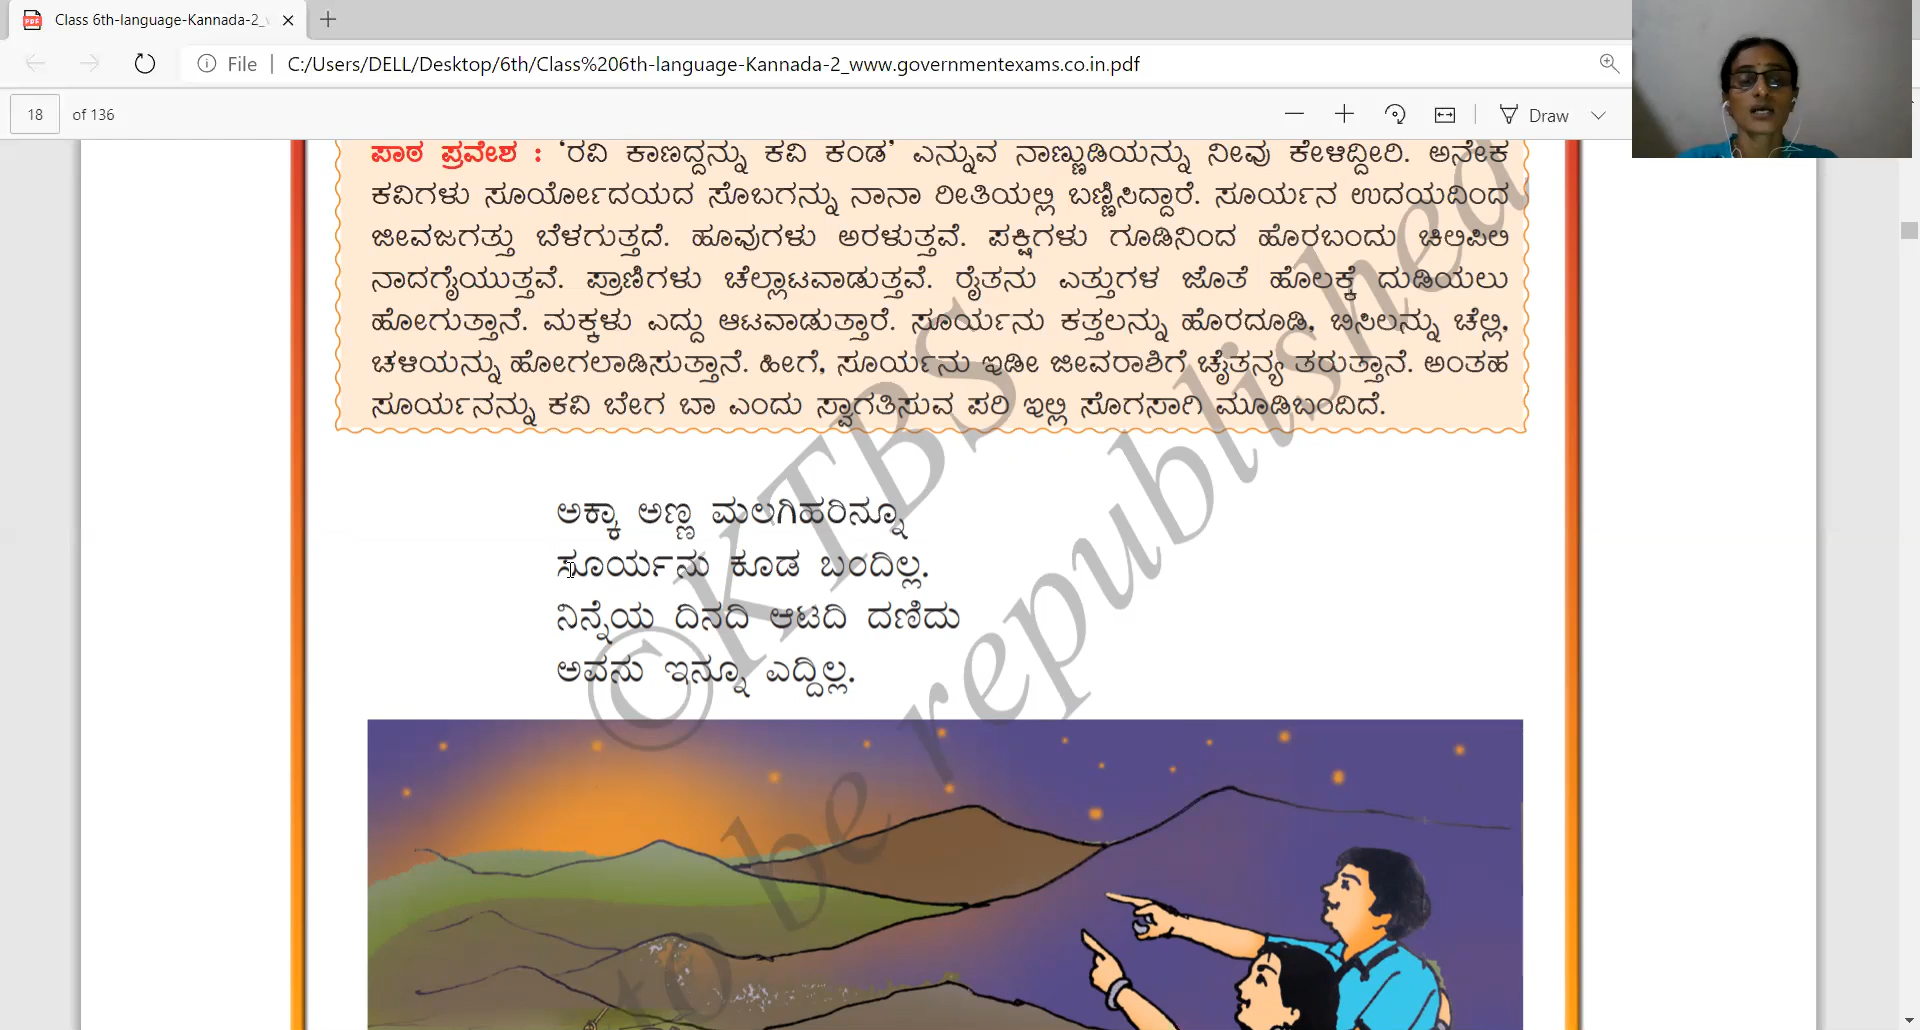 Class 6th-language-Kannada-2_
File
C:/Users/DELL/Desktop/6th/Class%206th-language-Kannada-2_www.governmentexams.co.in.pdf
18 of 136
Draw
ಪಾಠ ಪ್ರವೇಶ : ‘ರವಿ ಕಾಣದ್ದನ್ನು ಕವಿ ಕಂಡ’ ಎನ್ನುವ ನಾಣ್ಣುಡಿಯನ್ನು ನೀವು ಕೇಳಿದ್ದೀರಿ. ಅನೇಕ
ಕವಿಗಳು ಸೂರ್ಯೋದಯದ ಸೊಬಗನ್ನು ನಾನಾ ರೀತಿಯಲ್ಲಿ ಬಣ್ಣಿಸಿದ್ದಾರೆ. ಸೂರ್ಯನ ಉದಯದಿಂದ
ಜೀವಜಗತ್ತು ಬೆಳಗುತ್ತದೆ. ಹೂವುಗಳು ಅರಳುತ್ತವೆ. ಪಕ್ಷಿಗಳು ಗೂಡಿನಿಂದ ಹೊರಬಂದು ಚಿಲಿಪಿಲಿ
ನಾದಗೈಯುತ್ತವೆ. ಪ್ರಾಣಿಗಳು ಚೆಲ್ಲಾಟವಾಡುತ್ತವೆ. ರೈತನು ಎತ್ತುಗಳ ಜೊತೆ ಹೊಲಕ್ಕೆ ದುಡಿಯಲು
ಹೋಗುತ್ತಾನೆ. ಮಕ್ಕಳು ಎದ್ದು ಆಟವಾಡುತ್ತಾರೆ. ಸೂರ್ಯನು ಕತ್ತಲನ್ನು ಹೊರದೂಡಿ, ಬಿಸಿಲನ್ನು ಚೆಲ್ಲಿ,
ಚಳಿಯನ್ನು ಹೋಗಲಾಡಿಸುತ್ತಾನೆ. ಹೀಗೆ, ಸೂರ್ಯನು ಇಡೀ ಜೀವರಾಶಿಗೆ ಚೈತನ್ಯ ತರುತ್ತಾನೆ. ಅಂತಹ
ಸೂರ್ಯನನ್ನು ಕವಿ ಬೇಗ ಬಾ ಎಂದು ಸ್ವಾಗತಿಸುವ ಪರಿ ಇಲ್ಲಿ ಸೊಗಸಾಗಿ ಮೂಡಿಬಂದಿದೆ.
ಅಕ್ಕಾ ಅಣ್ಣ ಮಲಗಿಹರಿನ್ನೂ
ಸೂರ್ಯನು ಕೂಡ ಬಂದಿಲ್ಲ.
ನಿನ್ನೆಯ ದಿನದಿ ಆಟದಿ ದಣಿದು
ಅವಸು ಇನ್ನೂ ಎದ್ದಿಲ್ಲ.
©KTBS
to be republished